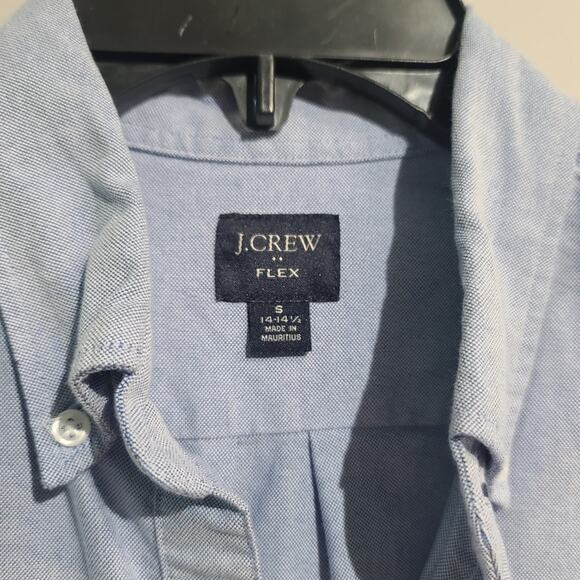 J.CREW
FLEX
S
14-14½
MADE IN
MAURITIUS